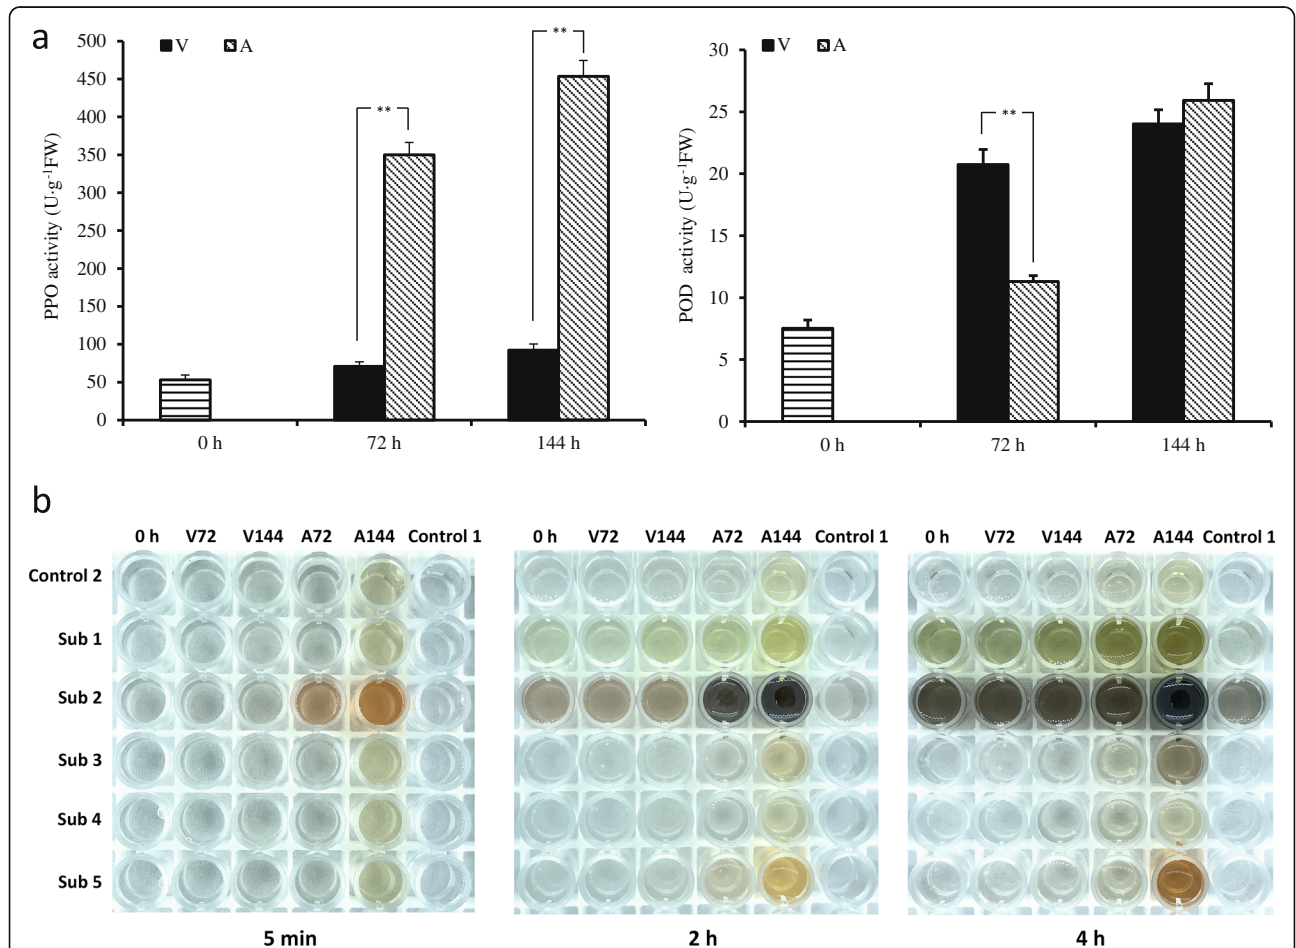 a
V A
PPO activity (U·g-1FW)
500
450
400
350
300
250
200
150
100
50
0
**
**
0 h 72 h 144 h
V A
POD activity (U·g-1FW)
30
25
20
15
10
5
0
**
0 h 72 h 144 h
b
0 h V72 V144 A72 A144 Control 1
0 h V72 V144 A72 A144 Control 1
0 h V72 V144 A72 A144 Control 1
Control 2
Sub 1
Sub 2
Sub 3
Sub 4
Sub 5
5 min 2 h 4 h